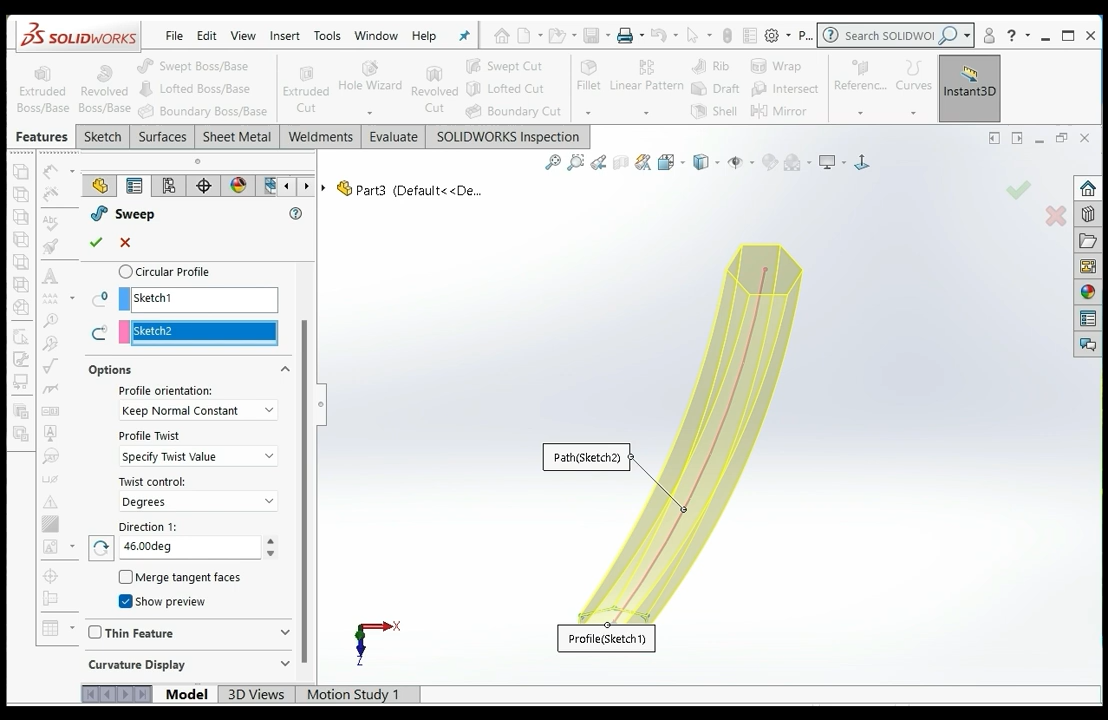 SOLIDWORKS File Edit View Insert Tools Window Help P... Search SOLIDWOI
Extruded Boss/Base Revolved Boss/Base Swept Boss/Base Lofted Boss/Base Boundary Boss/Base Extruded Cut Hole Wizard Revolved Cut Swept Cut Lofted Cut Boundary Cut Fillet Linear Pattern Rib Draft Shell Wrap Intersect Mirror Referenc... Curves Instant3D
Features Sketch Surfaces Sheet Metal Weldments Evaluate SOLIDWORKS Inspection
Part3 (Default<<De...
Sweep
Circular Profile
Sketch1
Sketch2
Options
Profile orientation:
Keep Normal Constant
Profile Twist
Specify Twist Value
Twist control:
Degrees
Direction 1:
46.00deg
Merge tangent faces
Show preview
Thin Feature
Curvature Display
Path(Sketch2)
Profile(Sketch1)
X
Z
Model 3D Views Motion Study 1